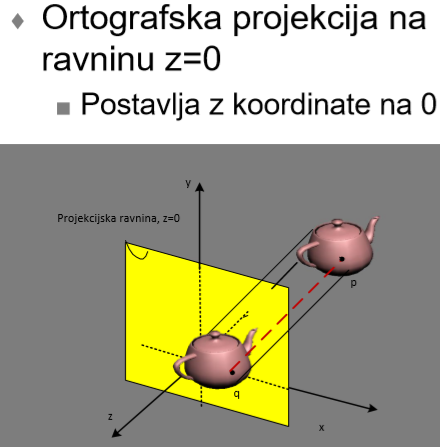 Ortografska projekcija na
ravninu z=0
Postavlja z koordinate na 0
y
Projekcijska ravnina, z=0
p
q
z
x